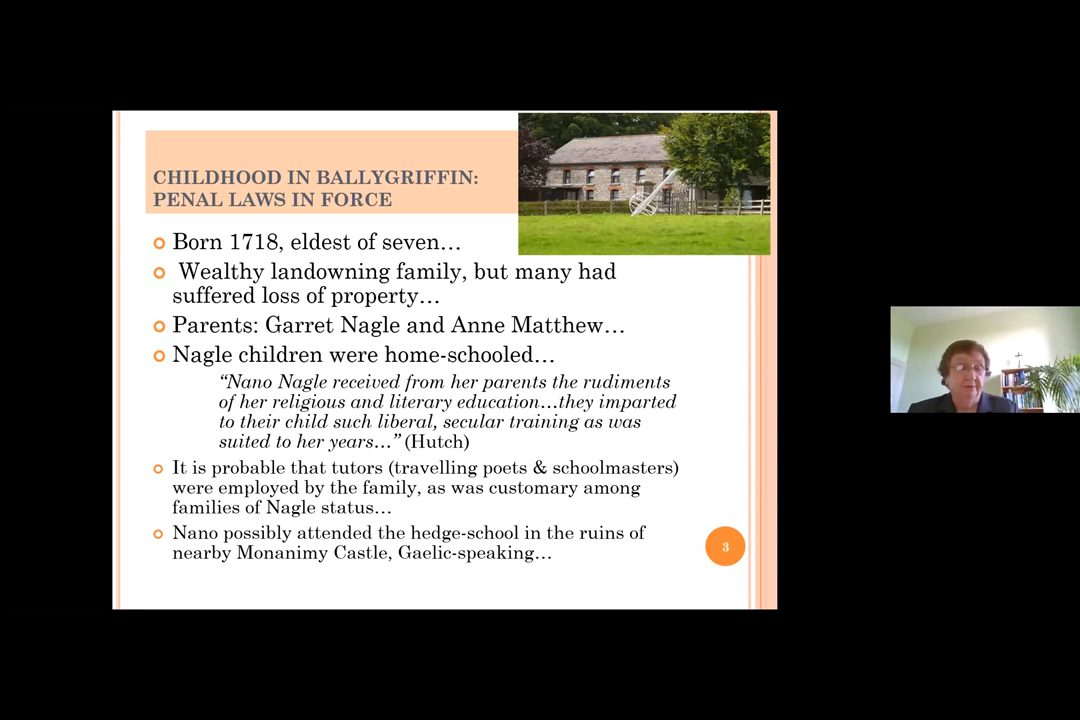 CHILDHOOD IN BALLYGRIFFIN:
PENAL LAWS IN FORCE
Born 1718, eldest of seven…
Wealthy landowning family, but many had
suffered loss of property…
Parents: Garret Nagle and Anne Matthew…
Nagle children were home-schooled…
“Nano Nagle received from her parents the rudiments
of her religious and literary education…they imparted
to their child such liberal, secular training as was
suited to her years…” (Hutch)
It is probable that tutors (travelling poets & schoolmasters)
were employed by the family, as was customary among
families of Nagle status…
Nano possibly attended the hedge-school in the ruins of
nearby Monanimy Castle, Gaelic-speaking…
3